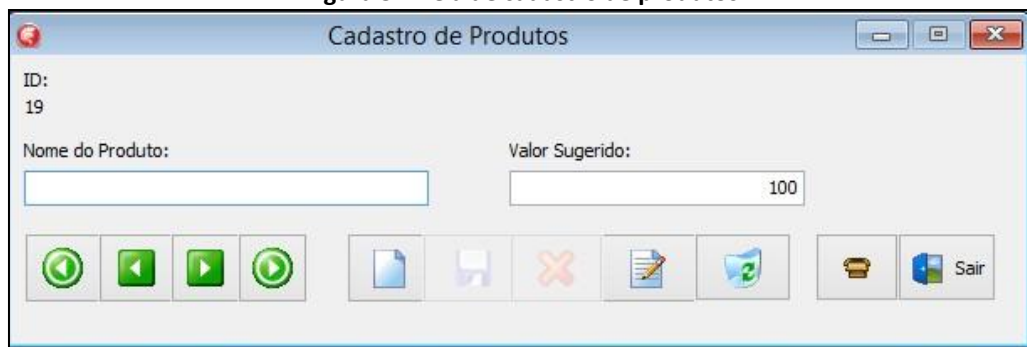 Cadastro de Produtos
ID:
19
Nome do Produto:
Valor Sugerido:
100
Sair